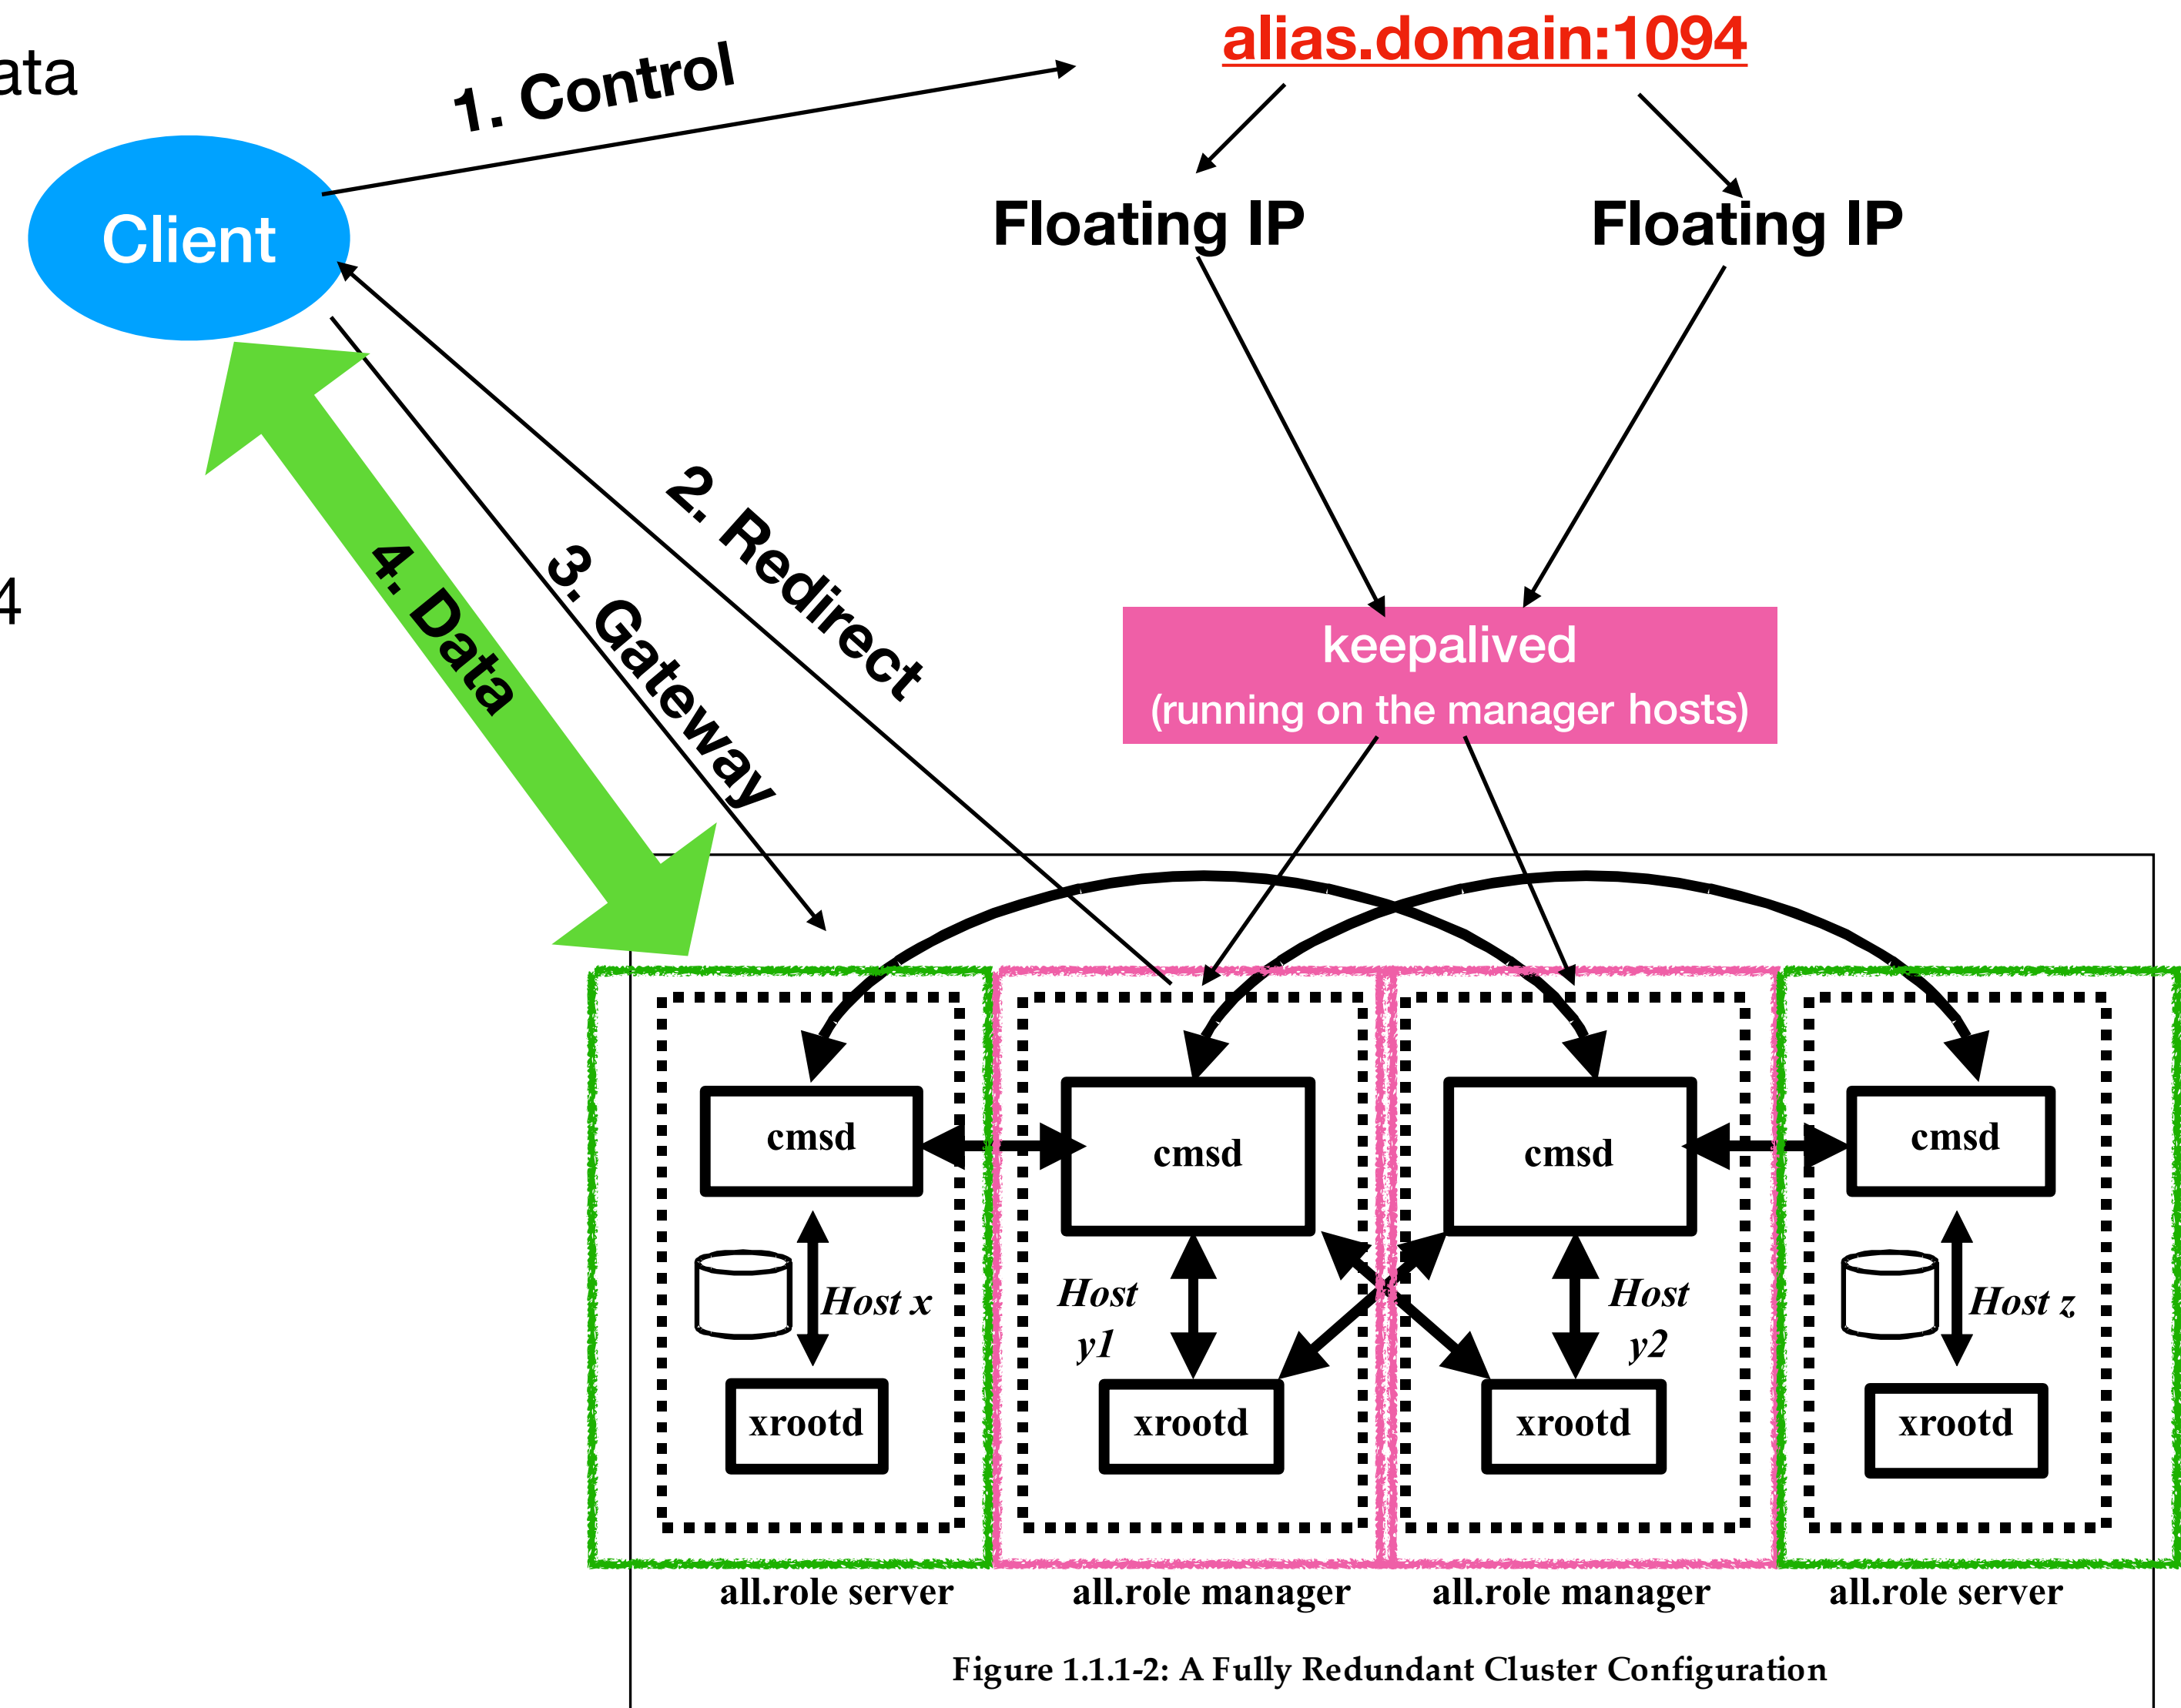 alias.domain:1094
1. Control
Client
Floating IP
Floating IP
2. Redirect
3. Gateway
4. Data
4
keepalived
(running on the manager hosts)
cmsd
cmsd
cmsd
cmsd
Host x
Host
y1
Host
y2
Host z
xrootd
xrootd
xrootd
xrootd
all.role server
all.role manager
all.role manager
all.role server
Figure 1.1.1-2: A Fully Redundant Cluster Configuration